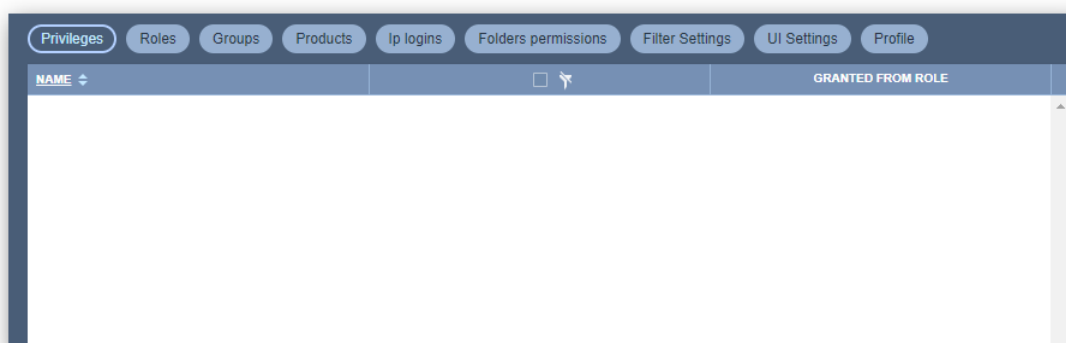 Privileges Roles Groups Products Ip logins Folders permissions Filter Settings UI Settings Profile
NAME GRANTED FROM ROLE